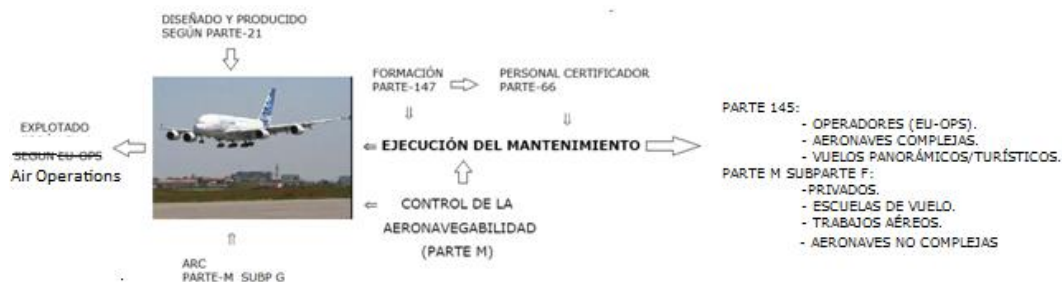 DISEÑADO Y PRODUCIDO
SEGÚN PARTE-21
FORMACIÓN
PARTE-147
PERSONAL CERTIFICADOR
PARTE-66
EXPLOTADO
SEGUN EU-OPS
Air Operations
EJECUCIÓN DEL MANTENIMIENTO
CONTROL DE LA
AERONAVEGABILIDAD
(PARTE M)
ARC
PARTE-M SUBP G
PARTE 145:
- OPERADORES (EU-OPS).
- AERONAVES COMPLEJAS.
- VUELOS PANORÁMICOS/TURÍSTICOS.
PARTE M SUBPARTE F:
-PRIVADOS.
- ESCUELAS DE VUELO.
- TRABAJOS AÉREOS.
- AERONAVES NO COMPLEJAS